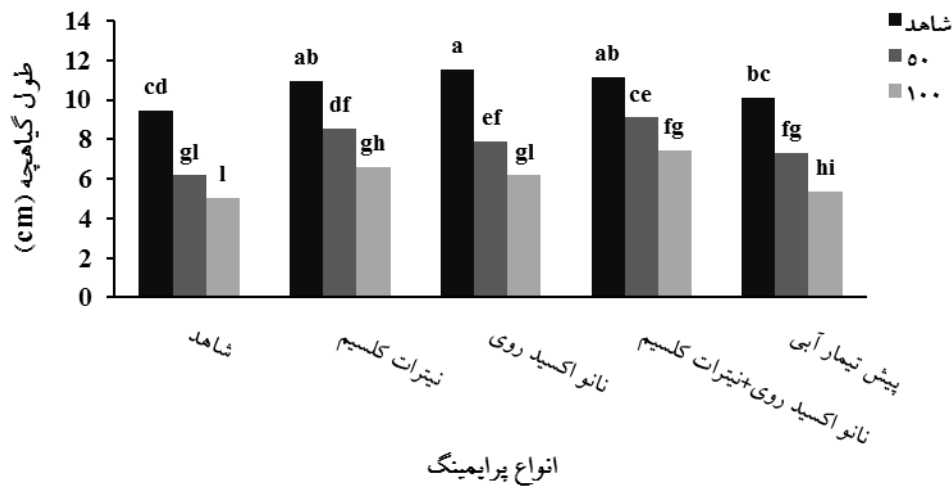 شاهد
۵۰
۱۰۰
طول گیاهچه (cm)
14
12
10
8
6
4
2
0
cd
gl
l
ab
df
gh
a
ef
gl
ab
ce
fg
bc
fg
hi
شاهد
نیترات کلسیم
نانو اکسید روی
نانو اکسید روی+نیترات کلسیم
پیش تیمار آبی
انواع پرایمینگ